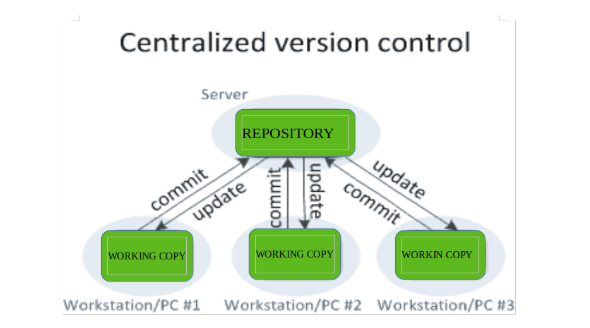 Centralized version control
Server
REPOSITORY
commit
update
commit
update
commit
update
WORKING COPY
WORKING COPY
WORKIN COPY
Workstation/PC #1
Workstation/PC #2
Workstation/PC #3